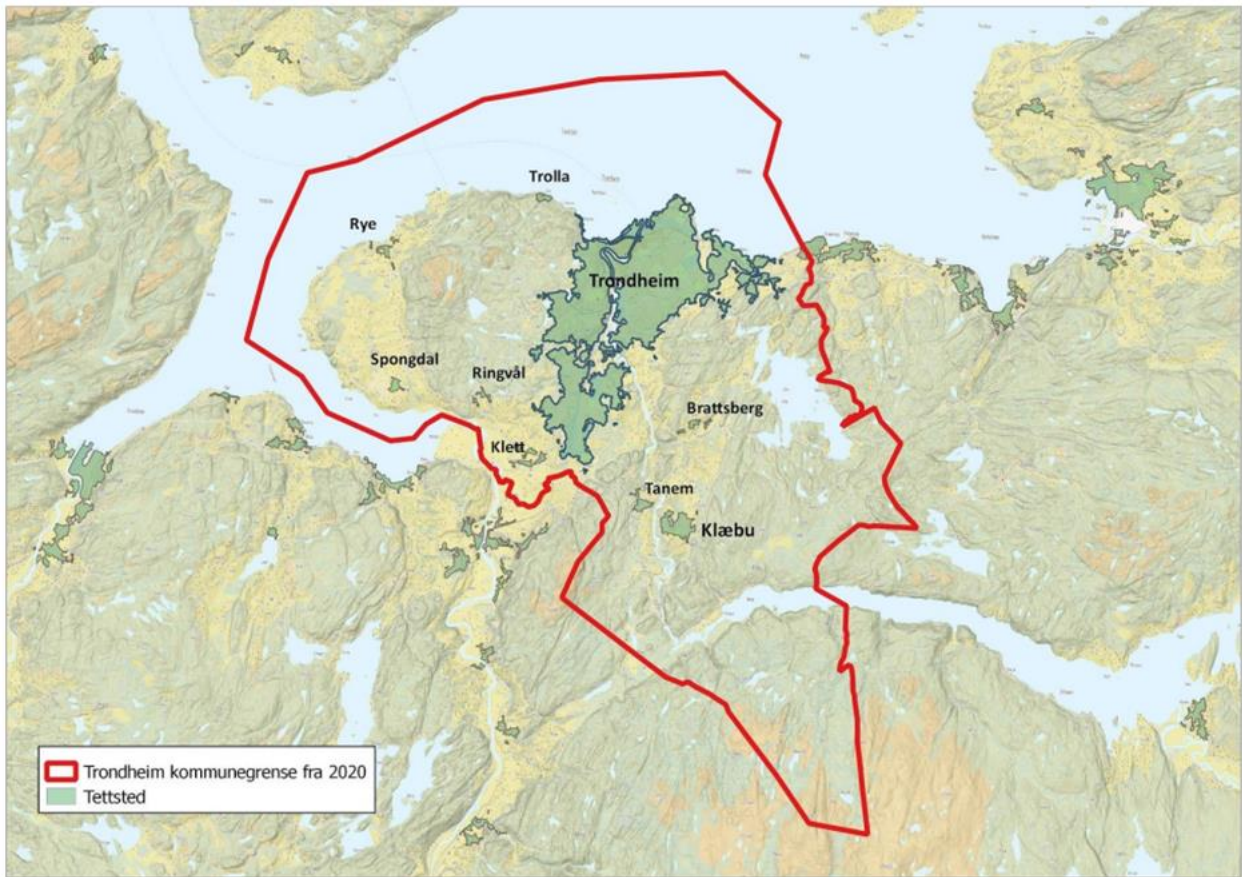 Trolla
Rye
Trondheim
Spongdal
Ringvål
Brattsberg
Klett
Tanem
Klæbu
Trondheim kommunegrense fra 2020
Tettsted